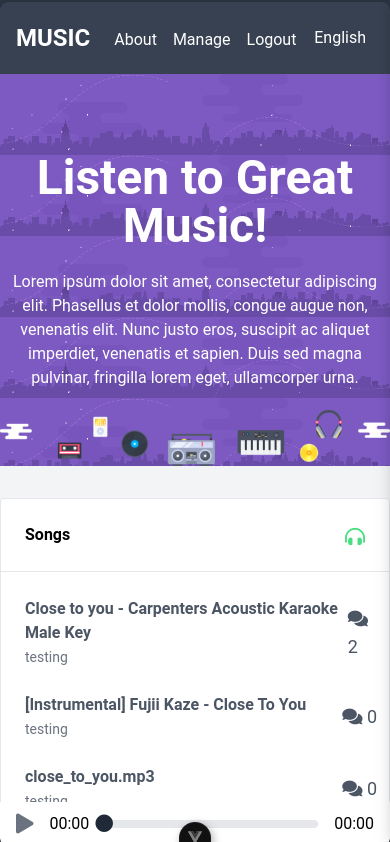 MUSIC About Manage Logout English
Listen to Great
Music!
Lorem ipsum dolor sit amet, consectetur adipiscing
elit. Phasellus et dolor mollis, congue augue non,
venenatis elit. Nunc justo eros, suscipit ac aliquet
imperdiet, venenatis et sapien. Duis sed magna
pulvinar, fringilla lorem eget, ullamcorper urna.
Songs
Close to you - Carpenters Acoustic Karaoke
Male Key
testing
2
[Instrumental] Fujii Kaze - Close To You
testing
0
close_to_you.mp3
testing
0
00:00 00:00